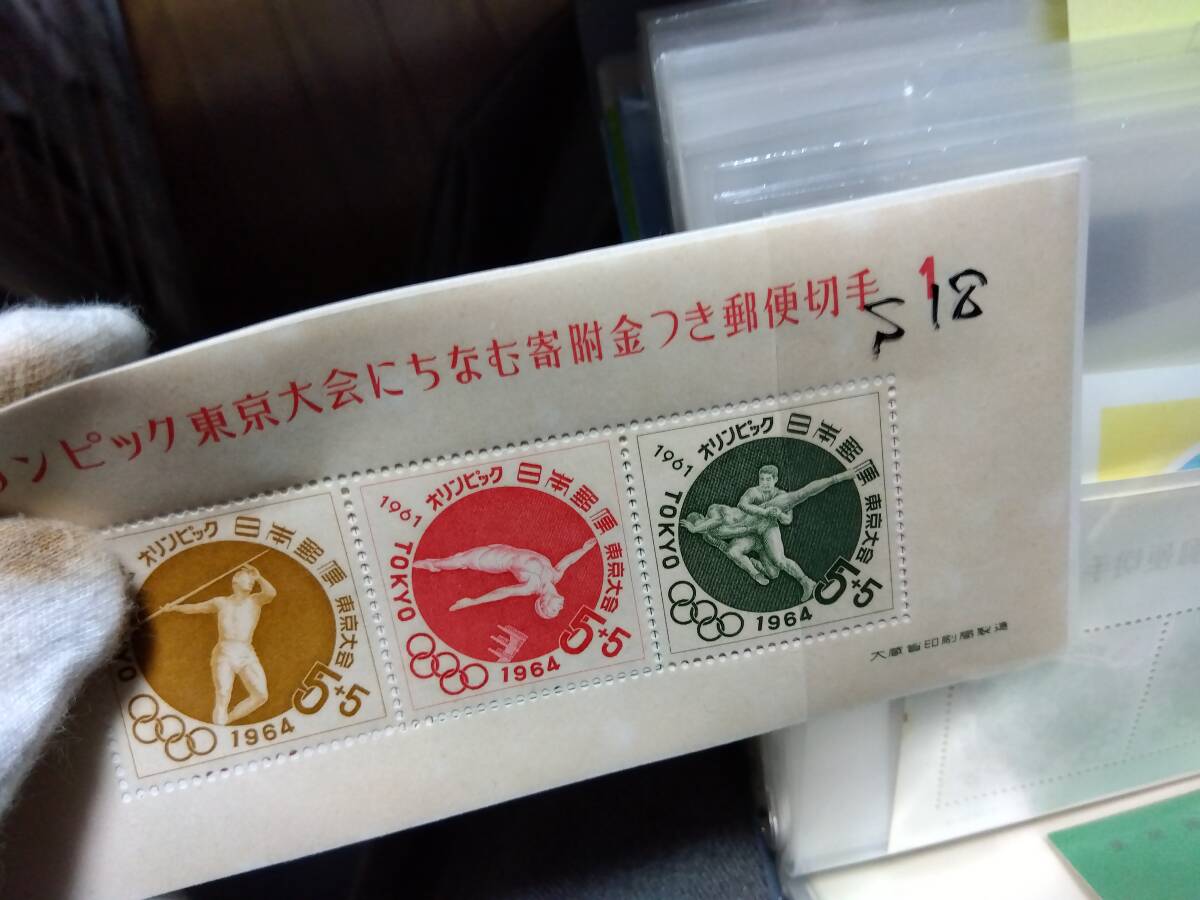 ンピック東京大会にちなむ寄附金つき郵便切手 1
オリンピック 日本郵便
東京大会
5+5
1964
1961
オリンピック 日本郵便
東京大会
TOKYO
5+5
1964
1961
オリンピック 日本郵便
東京大会
TOKYO
5+5
1964
大蔵省印刷局製造